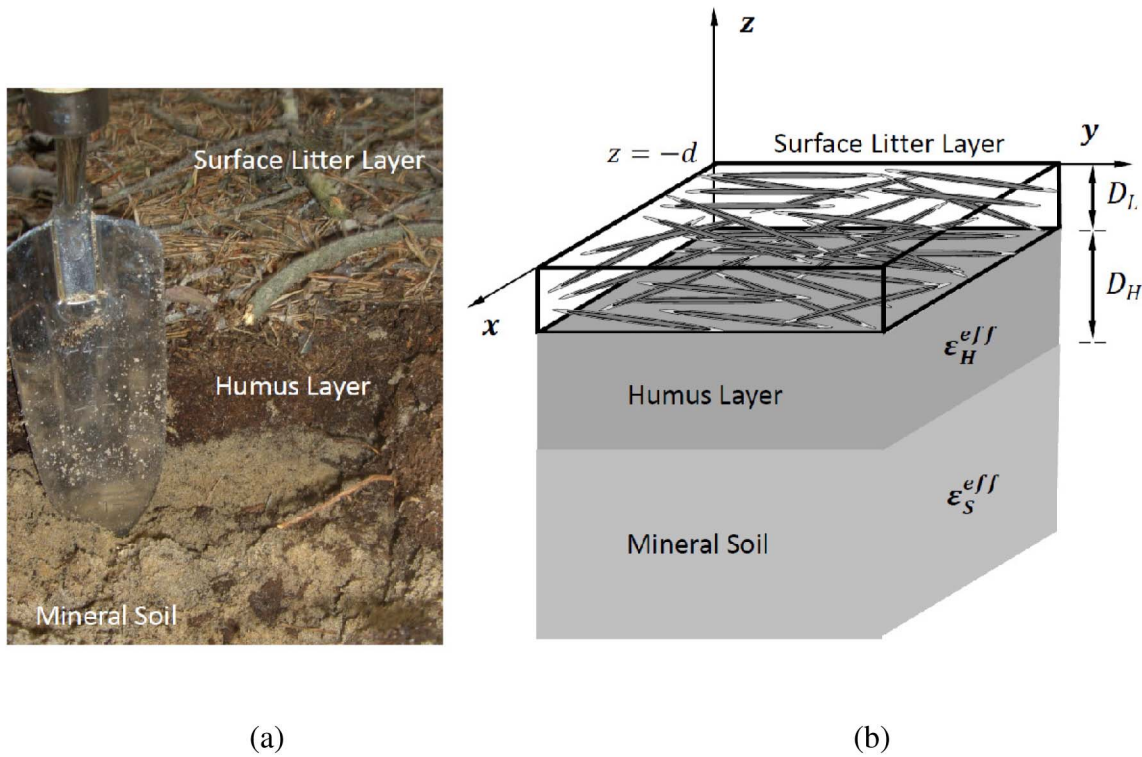 Surface Litter Layer
Humus Layer
Mineral Soil
(a)
z
z = −d
Surface Litter Layer
y
D_L
D_H
x
ε_H^eff
Humus Layer
ε_S^eff
Mineral Soil
(b)